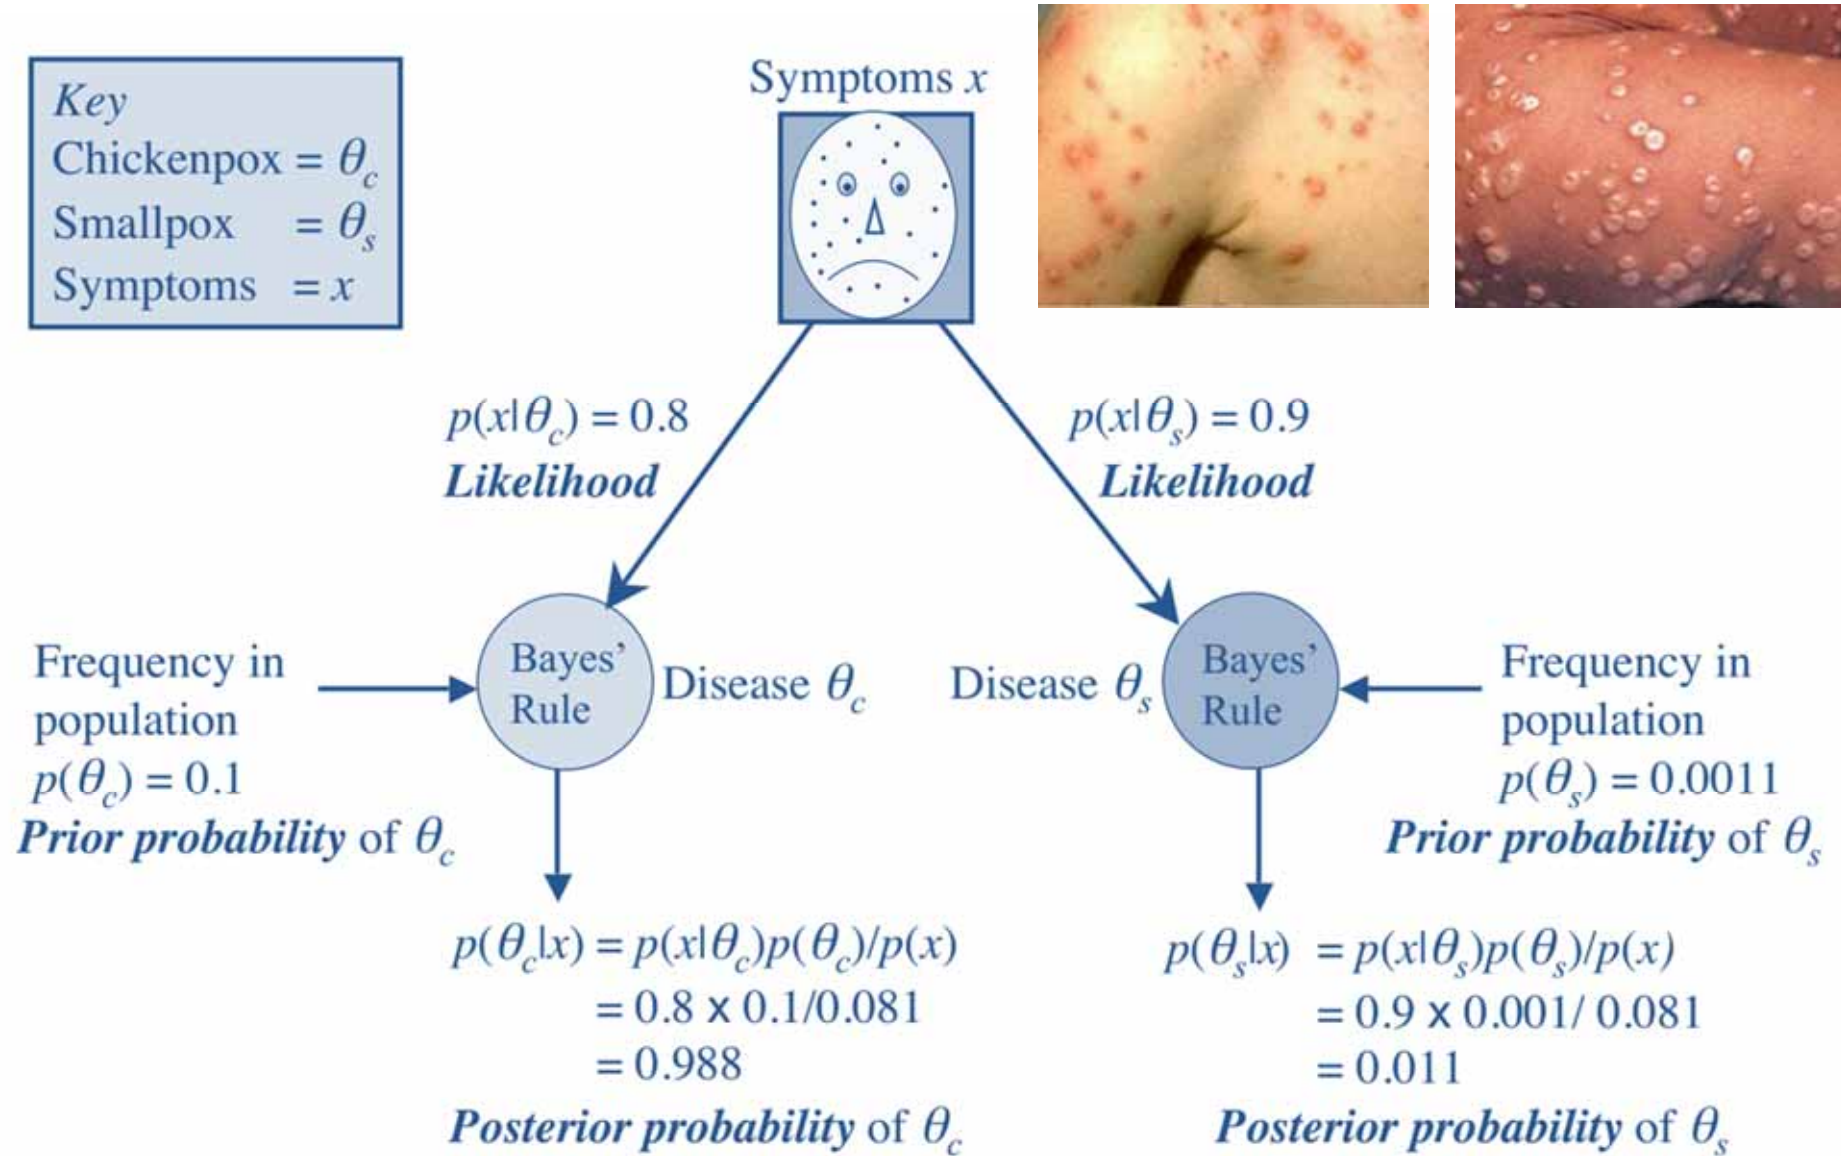 Key
Chickenpox = θc
Smallpox = θs
Symptoms = x
Symptoms x
p(x|θc) = 0.8
Likelihood
p(x|θs) = 0.9
Likelihood
Frequency in
population
p(θc) = 0.1
Prior probability of θc
Bayes’
Rule
Disease θc
Disease θs
Bayes’
Rule
Frequency in
population
p(θs) = 0.0011
Prior probability of θs
p(θc|x) = p(x|θc)p(θc)/p(x)
= 0.8 x 0.1/0.081
= 0.988
Posterior probability of θc
p(θs|x) = p(x|θs)p(θs)/p(x)
= 0.9 x 0.001/ 0.081
= 0.011
Posterior probability of θs